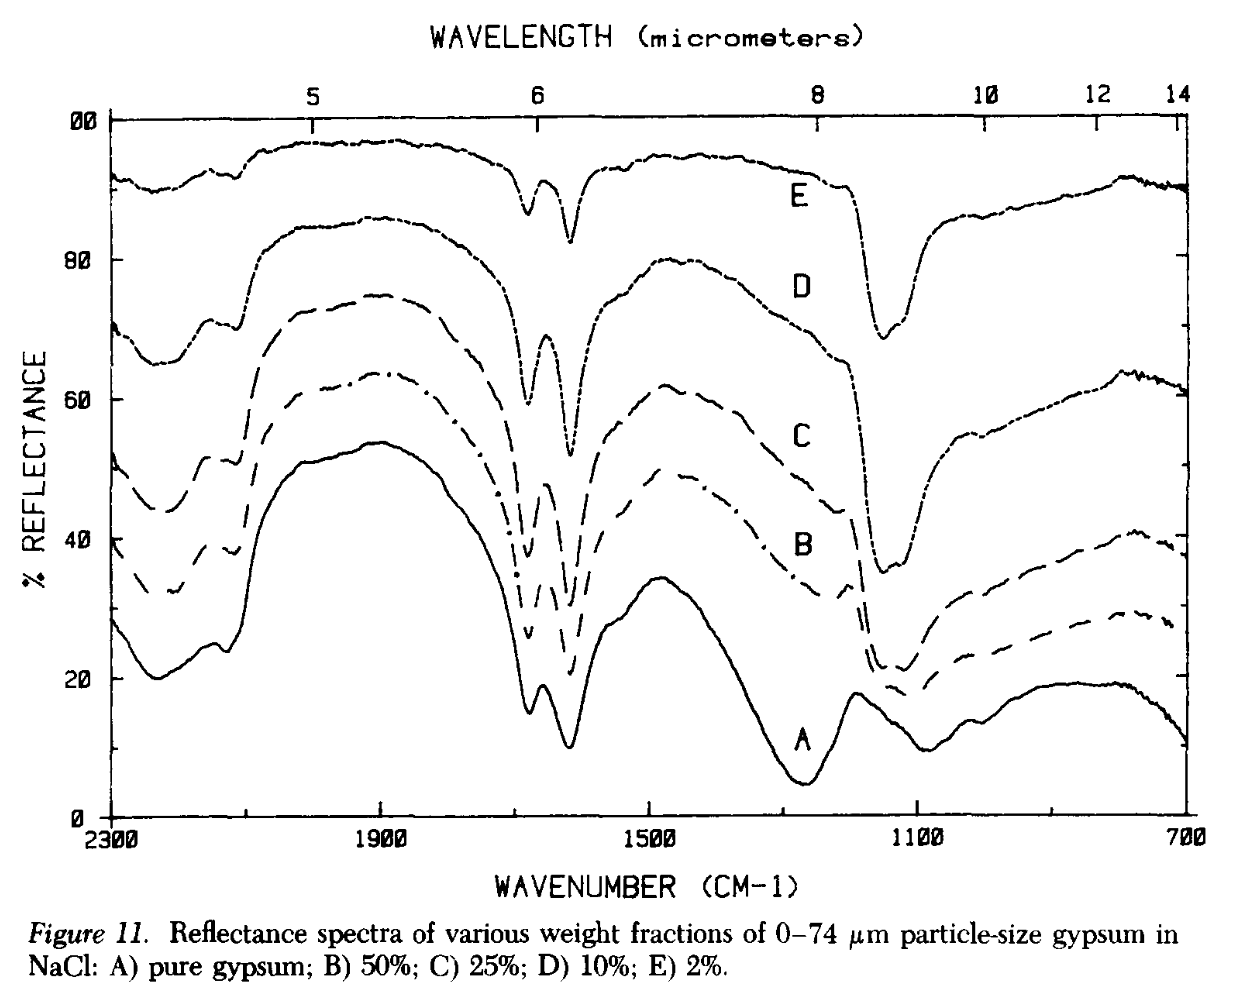 WAVELENGTH (micrometers)
5 6 8 10 12 14
00
80
60
40
20
0
% REFLECTANCE
E
D
C
B
A
2300 1900 1500 1100 700
WAVENUMBER (CM-1)
Figure 11. Reflectance spectra of various weight fractions of 0–74 μm particle-size gypsum in
NaCl: A) pure gypsum; B) 50%; C) 25%; D) 10%; E) 2%.